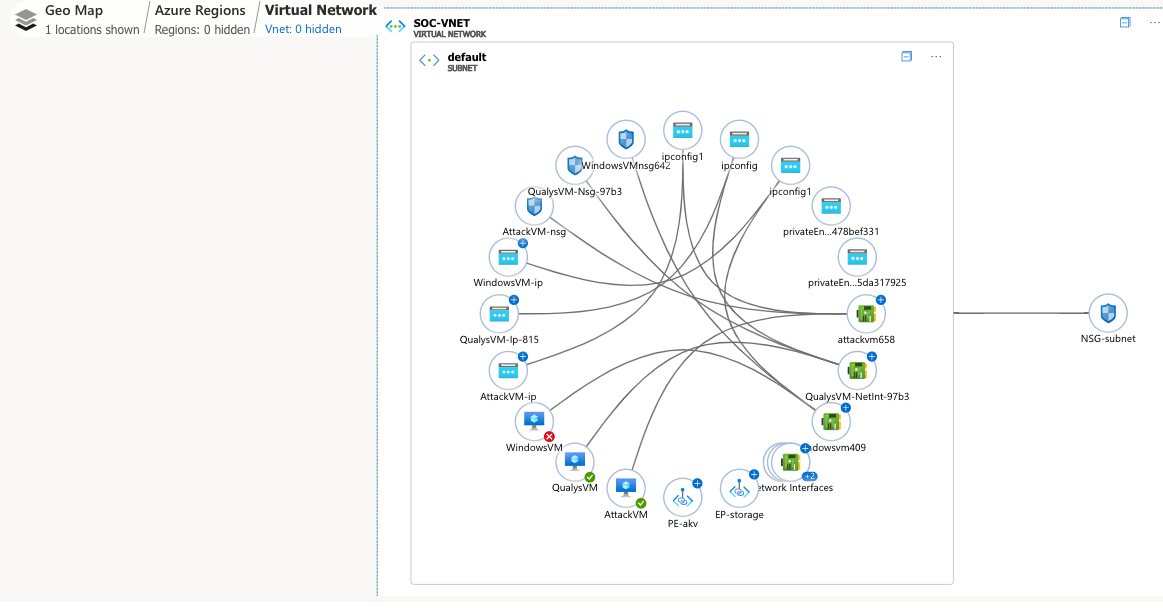 Geo Map
1 locations shown
Azure Regions
Regions: 0 hidden
Virtual Network
Vnet: 0 hidden
SOC-VNET
VIRTUAL NETWORK
default
SUBNET
ipconfig1
WindowsVMnsg642
ipconfig
QualysVM-Nsg-97b3
ipconfig1
AttackVM-nsg
privateEn...478bef331
WindowsVM-ip
privateEn...5da317925
QualysVM-Ip-815
attackvm658
NSG-subnet
AttackVM-ip
QualysVM-NetInt-97b3
WindowsVM
dowsvm409
QualysVM
+2
etwork Interfaces
AttackVM
EP-storage
PE-akv